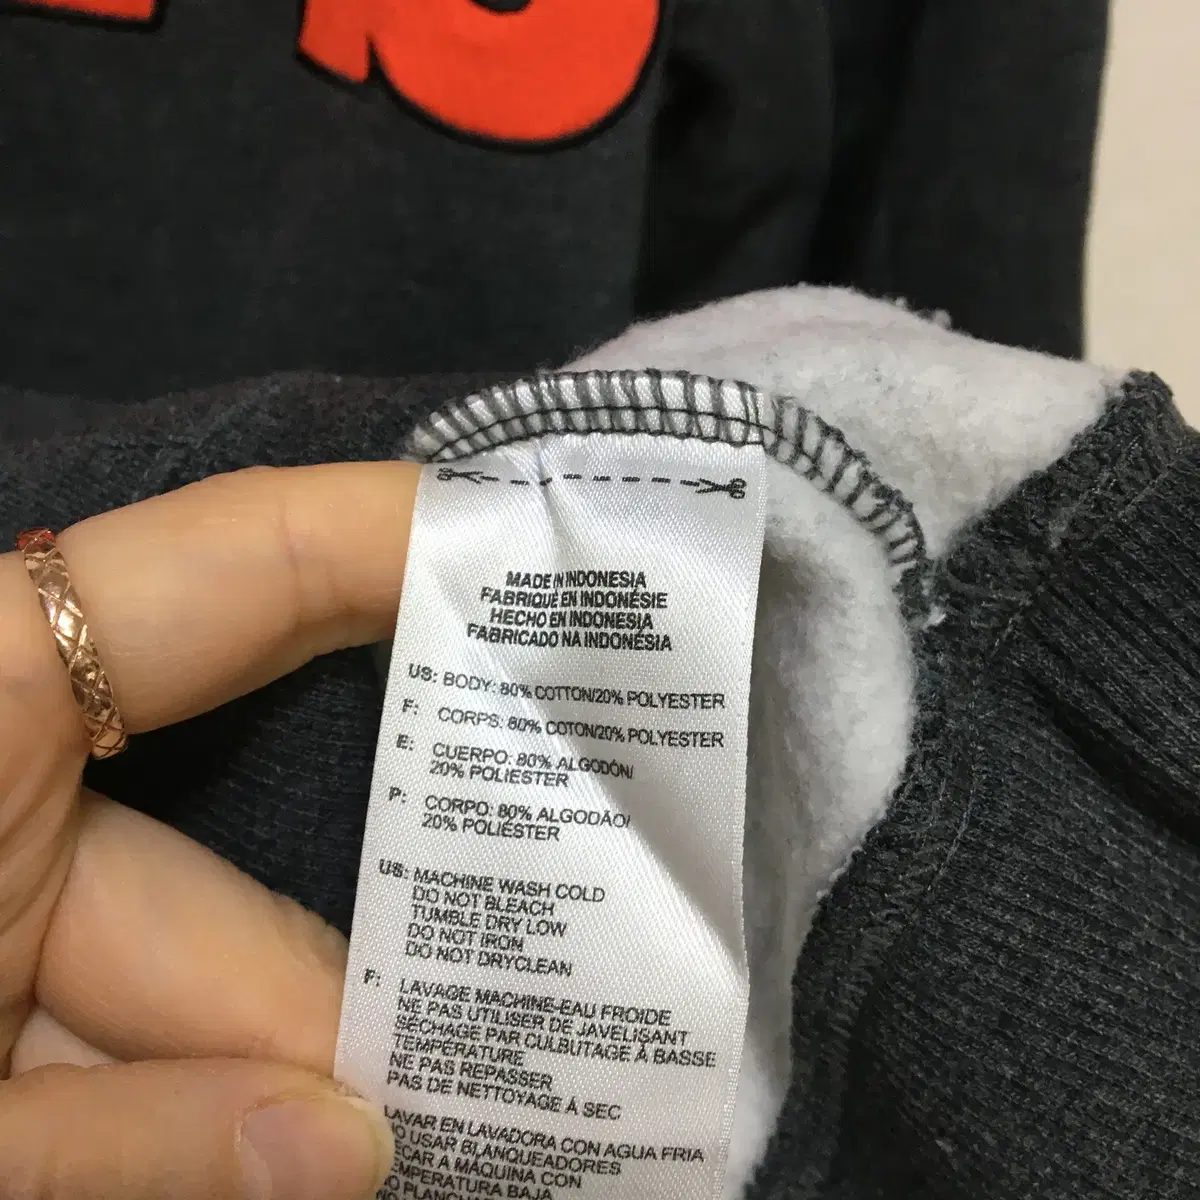 MADE IN INDONESIA
FABRIQUÉ EN INDONÉSIE
HECHO EN INDONESIA
FABRICADO NA INDONÉSIA
US: BODY: 80% COTTON/20% POLYESTER
F: CORPS: 80% COTON/20% POLYESTER
E: CUERPO: 80% ALGODÓN/
20% POLIESTER
P: CORPO: 80% ALGODÃO/
20% POLIÉSTER
US: MACHINE WASH COLD
DO NOT BLEACH
TUMBLE DRY LOW
DO NOT IRON
DO NOT DRYCLEAN
F: LAVAGE MACHINE-EAU FROIDE
NE PAS UTILISER DE JAVELISANT
SÉCHAGE PAR CULBUTAGE À BASSE
TEMPÉRATURE
NE PAS REPASSER
PAS DE NETTOYAGE À SEC
LAVAR EN LAVADORA CON AGUA FRIA
NO USAR BLANQUEADORES
ECAR A MAQUINA CON
EMPERATURA BAJA